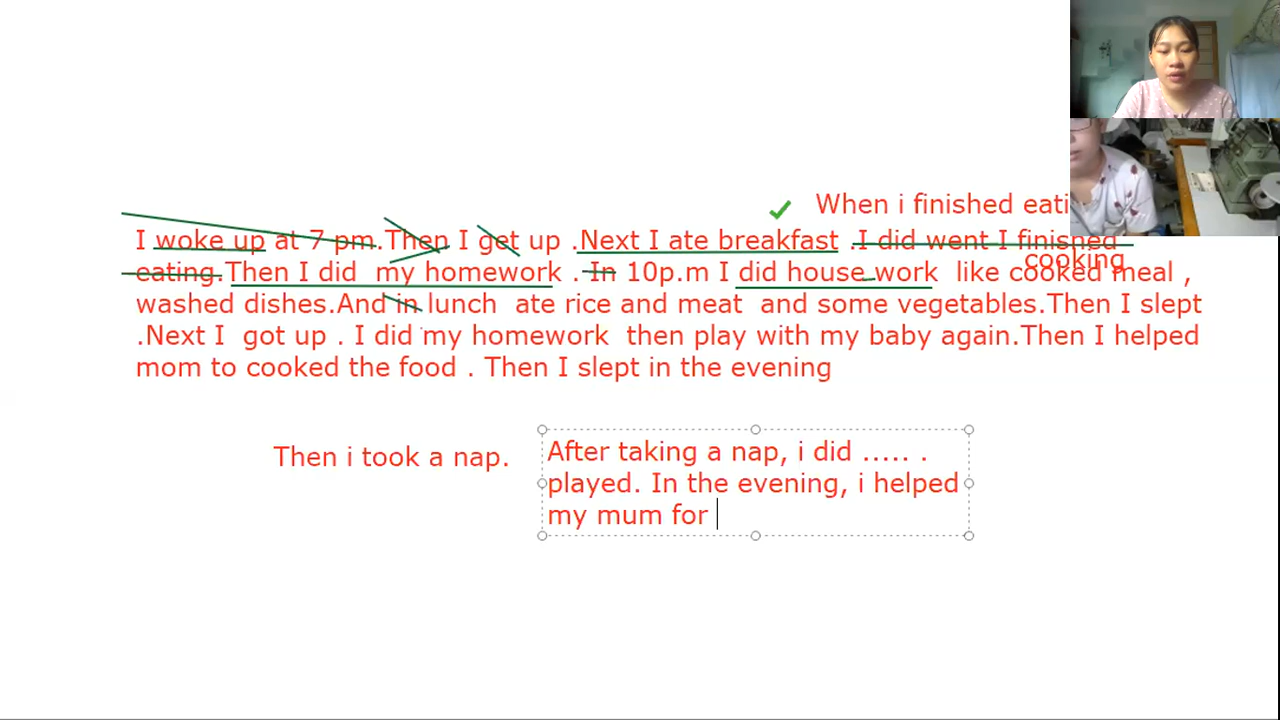 When i finished eati
I woke up at 7 pm.Then I get up .Next I ate breakfast .I did went I finished
cooking
eating.Then I did my homework . In 10p.m I did house work like cooked meal ,
washed dishes.And in lunch ate rice and meat and some vegetables.Then I slept
.Next I got up . I did my homework then play with my baby again.Then I helped
mom to cooked the food . Then I slept in the evening
Then i took a nap.
After taking a nap, i did ..... .
played. In the evening, i helped
my mum for